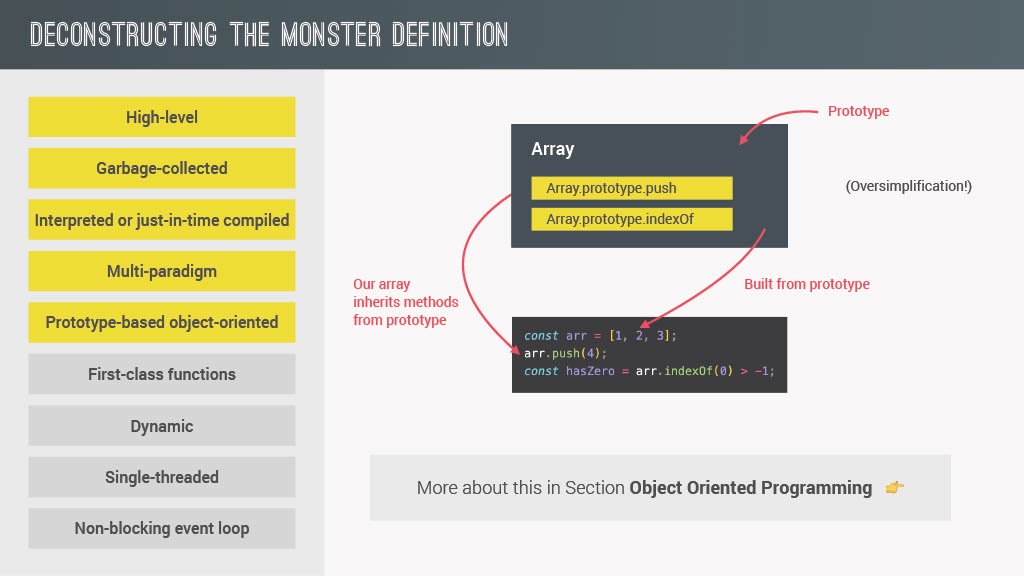 DECONSTRUCTING THE MONSTER DEFINITION
High-level
Garbage-collected
Interpreted or just-in-time compiled
Multi-paradigm
Prototype-based object-oriented
First-class functions
Dynamic
Single-threaded
Non-blocking event loop
Prototype
Array
Array.prototype.push
Array.prototype.indexOf
(Oversimplification!)
Our array
inherits methods
from prototype
Built from prototype
const arr = [1, 2, 3];
arr.push(4);
const hasZero = arr.indexOf(0) > -1;
More about this in Section Object Oriented Programming 👉